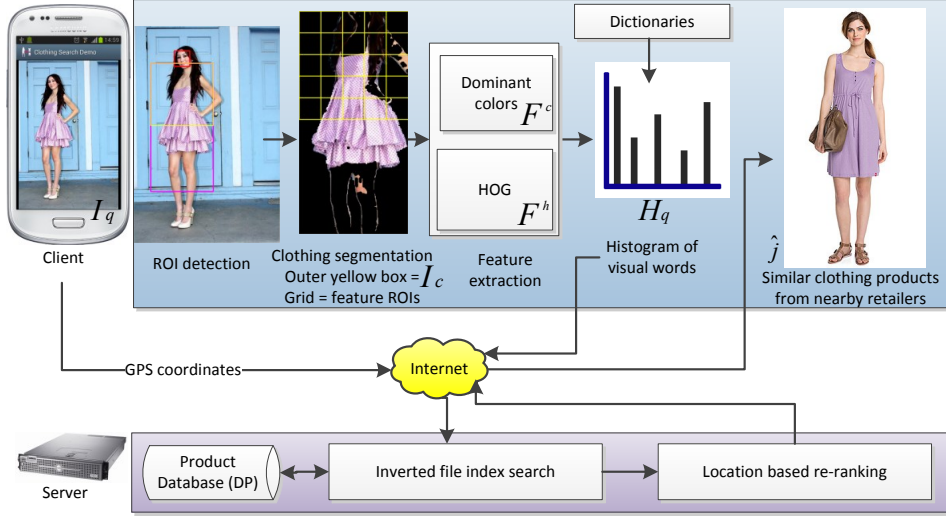 Clothing Search Demo
I_q
Client
ROI detection
Clothing segmentation
Outer yellow box = I_c
Grid = feature ROIs
Dominant
colors F^c
HOG
F^h
Feature
extraction
Dictionaries
H_q
Histogram of
visual words
ĵ
Similar clothing products
from nearby retailers
GPS coordinates
Internet
Server
Product
Database (DP)
Inverted file index search
Location based re-ranking